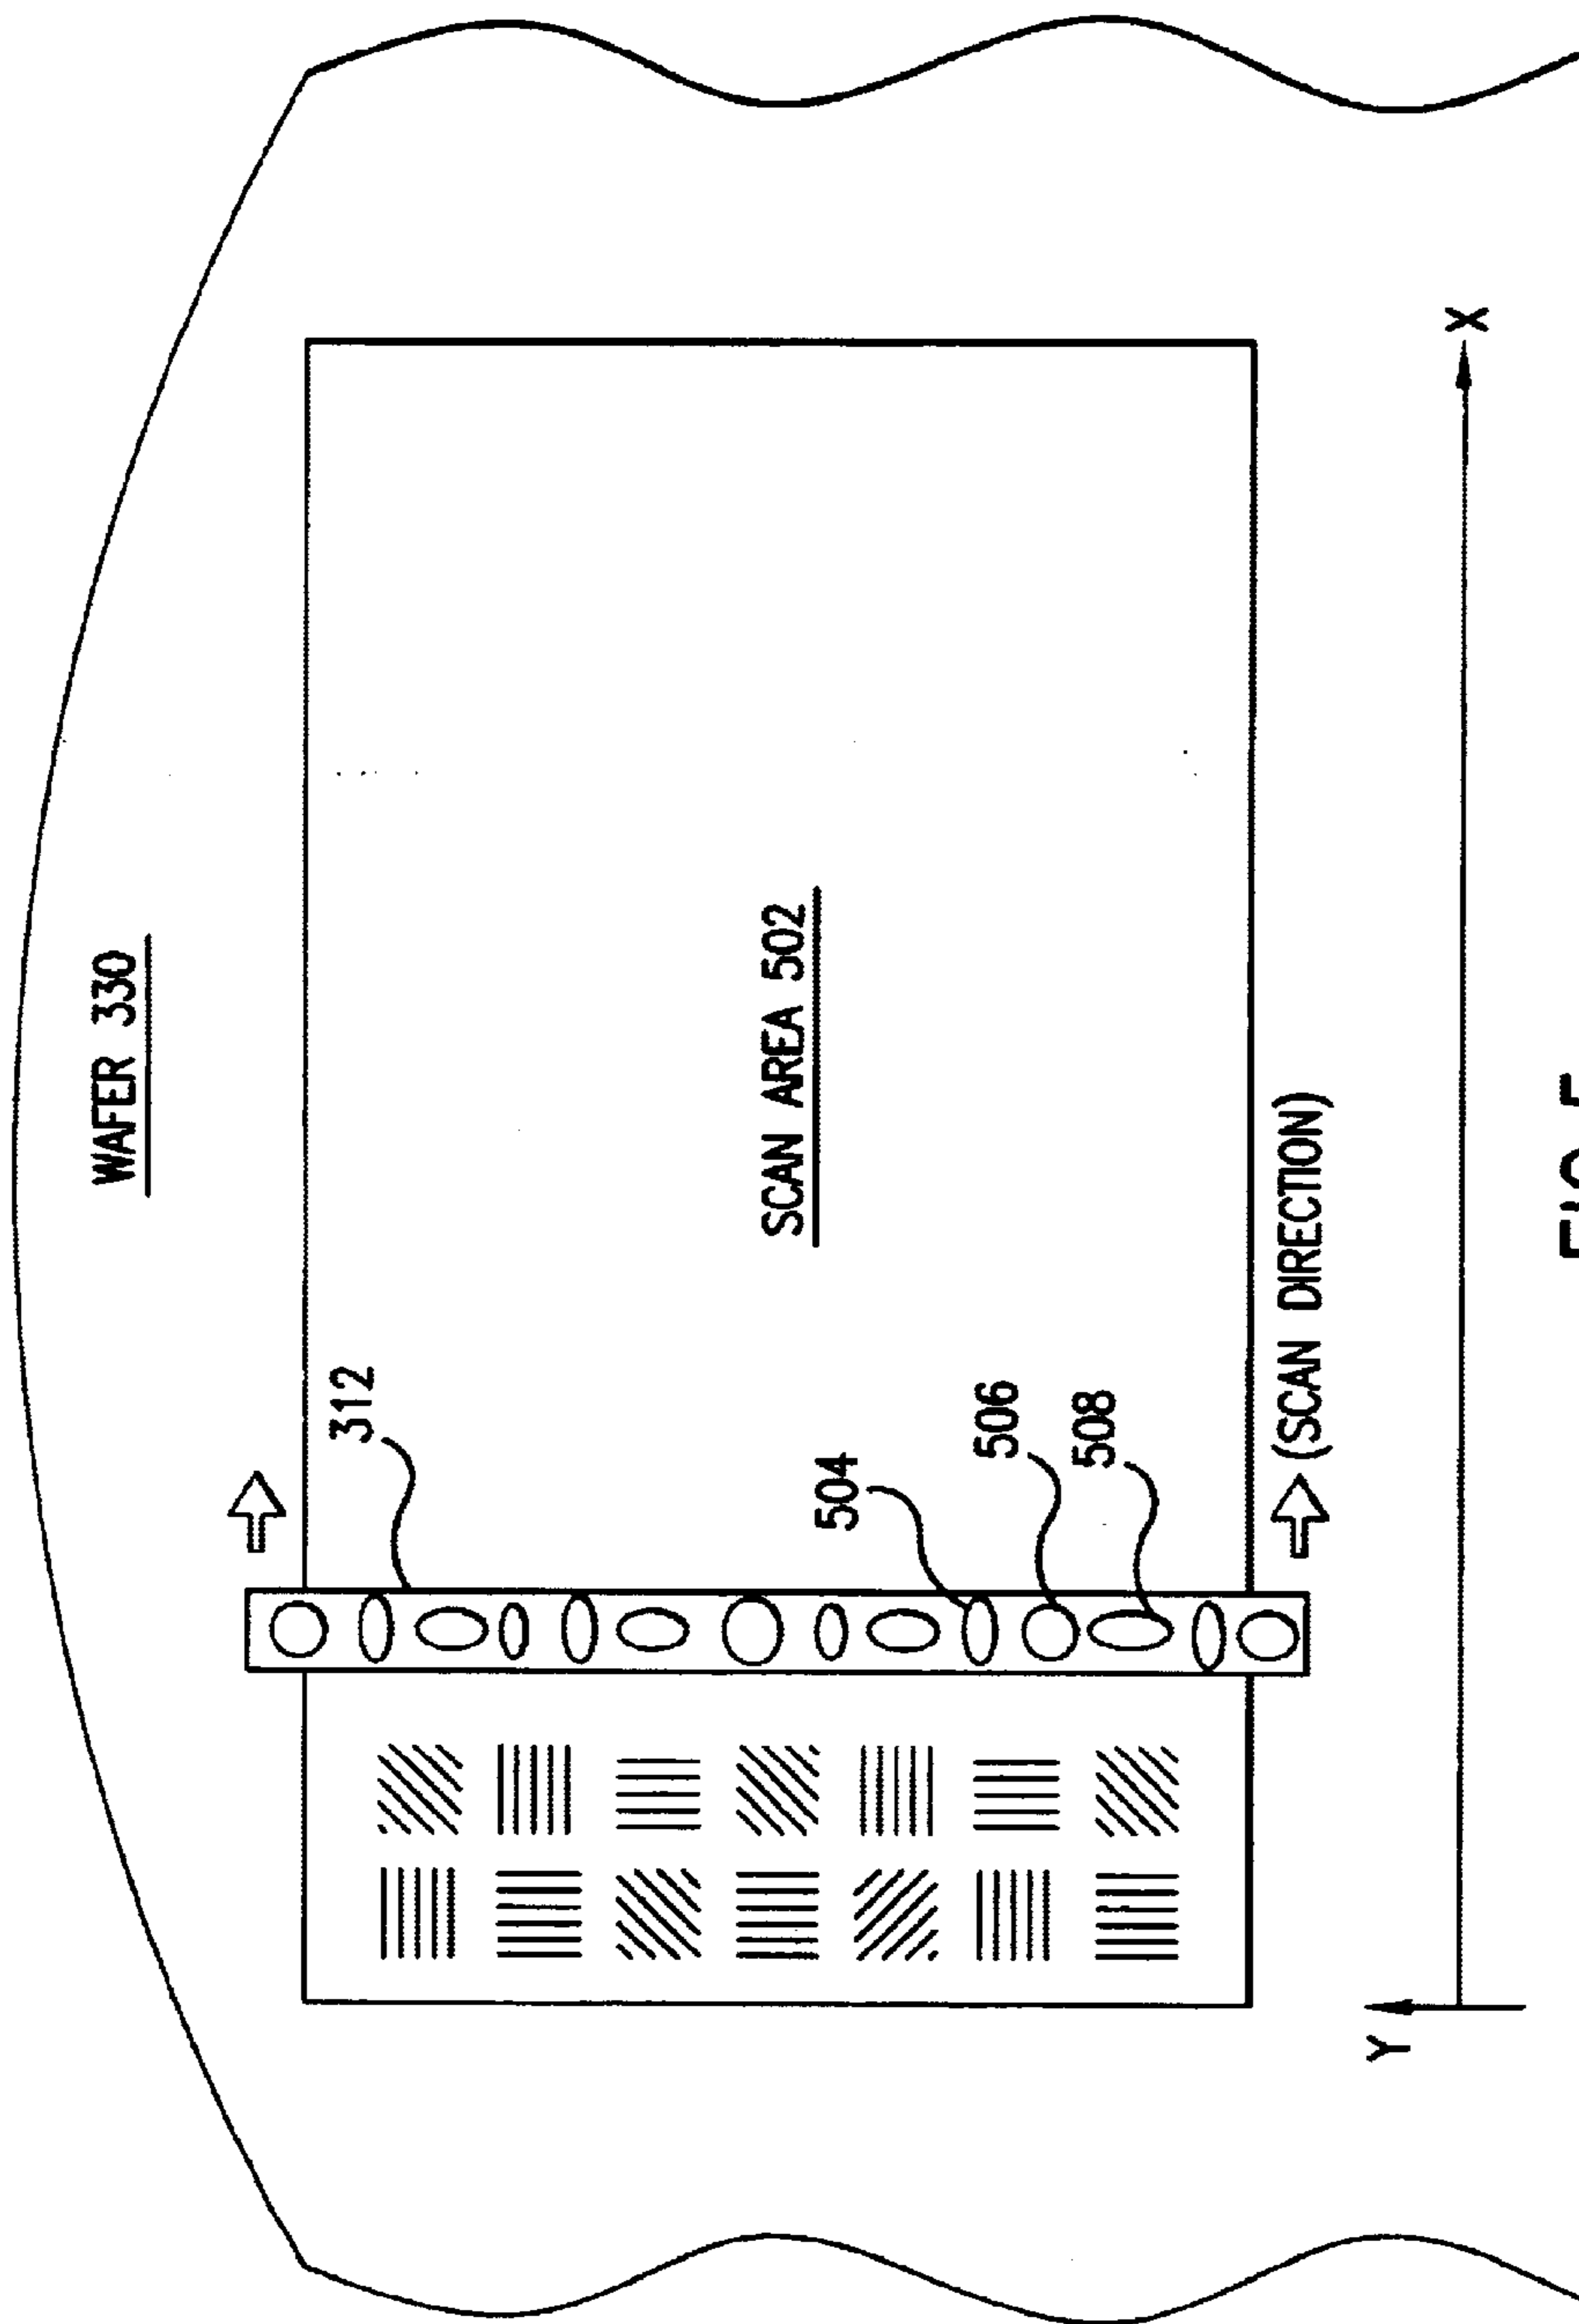 WAFER 330
312
SCAN AREA 502
504
506
508
(SCAN DIRECTION)
Y
X